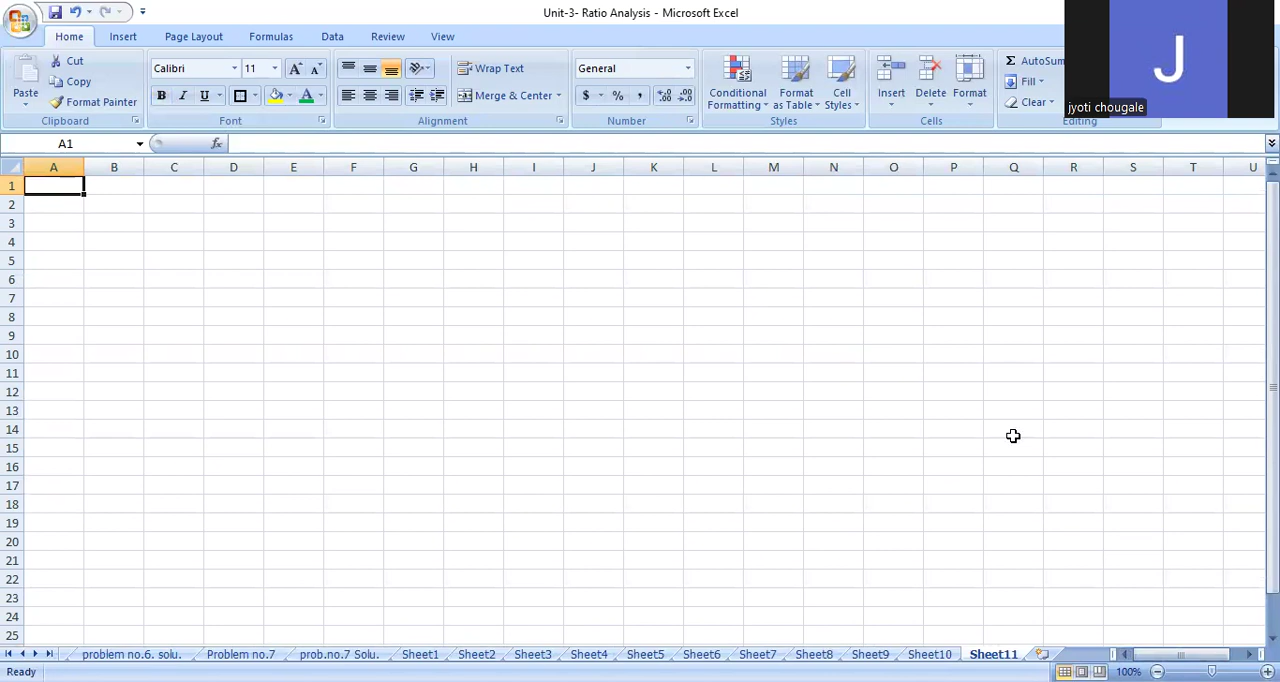 Unit-3- Ratio Analysis - Microsoft Excel
Home Insert Page Layout Formulas Data Review View
Paste
Cut
Copy
Format Painter
Clipboard
Calibri 11
B I U A
Font
Wrap Text
Merge & Center
Alignment
General
$ % ,
Number
Conditional Formatting
Format as Table
Cell Styles
Styles
Insert Delete Format
Cells
Σ AutoSum
Fill
Clear
Editing
J
jyoti chougale
A1 fx
A B C D E F G H I J K L M N O P Q R S T U
1
2
3
4
5
6
7
8
9
10
11
12
13
14
15
16
17
18
19
20
21
22
23
24
25
problem no.6. solu. Problem no.7 prob.no.7 Solu. Sheet1 Sheet2 Sheet3 Sheet4 Sheet5 Sheet6 Sheet7 Sheet8 Sheet9 Sheet10 Sheet11
Ready 100%